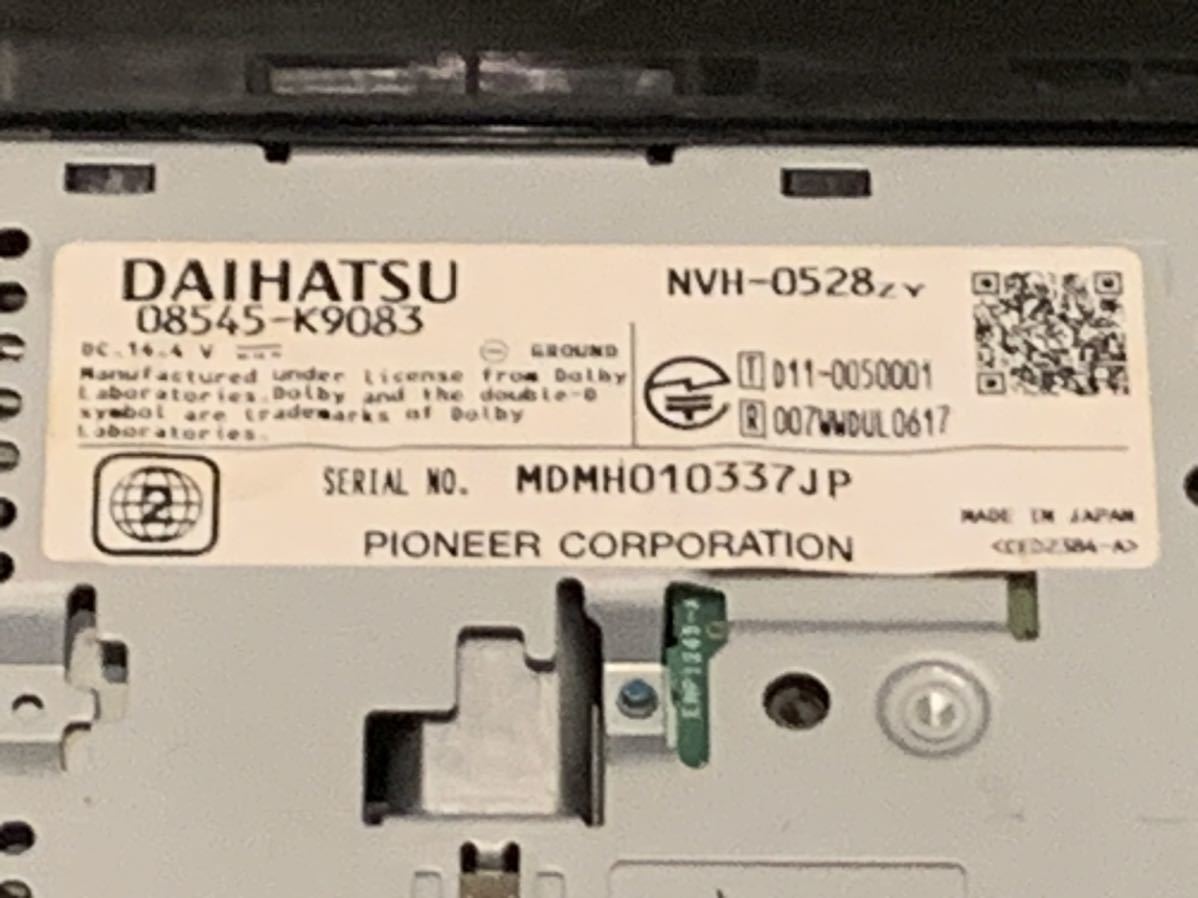 DAIHATSU
08545-K9083
DC 14.4 V
GROUND
Manufactured under license from Dolby
Laboratories. Dolby and the double-D
symbol are trademarks of Dolby
Laboratories.
NVH-0528ZY
T D11-0050001
R 007WWDUL0617
2
SERIAL NO. MDMH010337JP
PIONEER CORPORATION
MADE IN JAPAN